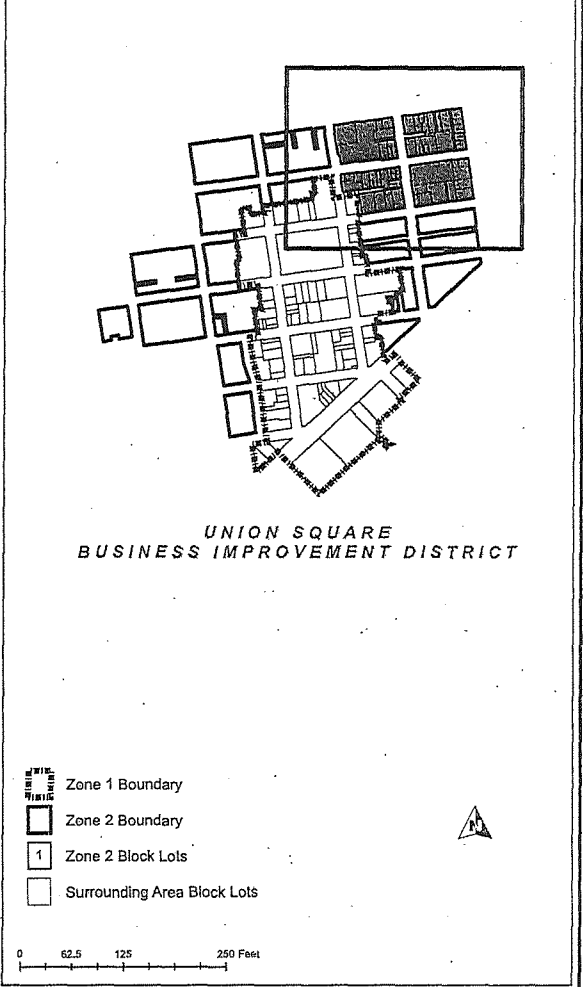 UNION SQUARE
BUSINESS IMPROVEMENT DISTRICT
Zone 1 Boundary
Zone 2 Boundary
1 Zone 2 Block Lots
Surrounding Area Block Lots
N
0 62.5 125 250 Feet